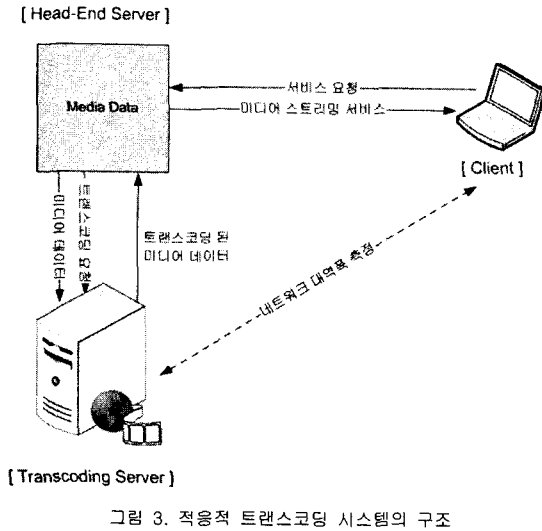 [ Head-End Server ]
Media Data
서비스 요청
미디어 스트리밍 서비스
[ Client ]
미디어 데이터
트랜스코딩 요청
트랜스코딩 된
미디어 데이터
네트워크 대역폭 측정
[ Transcoding Server ]
그림 3. 적응적 트랜스코딩 시스템의 구조